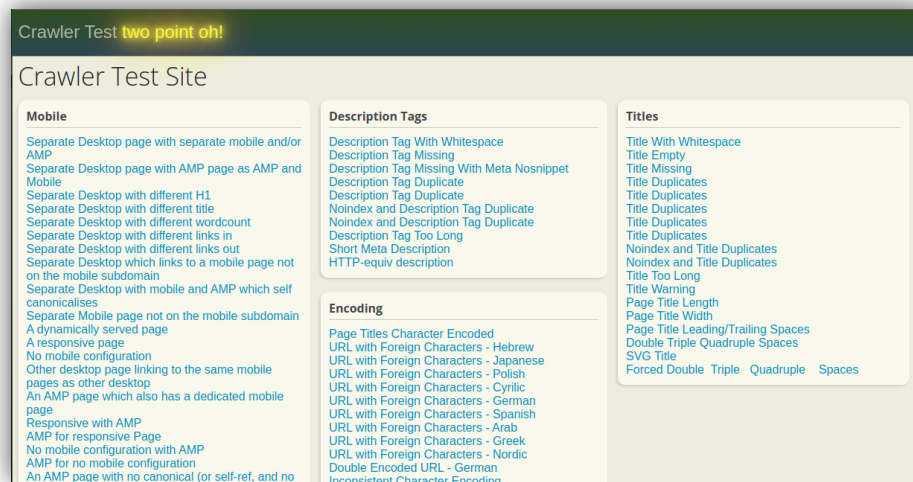 Crawler Test two point oh!
Crawler Test Site
Mobile
Separate Desktop page with separate mobile and/or
AMP
Separate Desktop page with AMP page as AMP and
Mobile
Separate Desktop with different H1
Separate Desktop with different title
Separate Desktop with different wordcount
Separate Desktop with different links in
Separate Desktop with different links out
Separate Desktop which links to a mobile page not
on the mobile subdomain
Separate Desktop with mobile and AMP which self
canonicalises
Separate Mobile page not on the mobile subdomain
A dynamically served page
A responsive page
No mobile configuration
Other desktop page linking to the same mobile
pages as other desktop
An AMP page which also has a dedicated mobile
page
Responsive with AMP
AMP for responsive Page
No mobile configuration with AMP
AMP for no mobile configuration
An AMP page with no canonical (or self-ref, and no
Description Tags
Description Tag With Whitespace
Description Tag Missing
Description Tag Missing With Meta Nosnippet
Description Tag Duplicate
Description Tag Duplicate
Noindex and Description Tag Duplicate
Noindex and Description Tag Duplicate
Description Tag Too Long
Short Meta Description
HTTP-equiv description
Encoding
Page Titles Character Encoded
URL with Foreign Characters - Hebrew
URL with Foreign Characters - Japanese
URL with Foreign Characters - Polish
URL with Foreign Characters - Cyrilic
URL with Foreign Characters - German
URL with Foreign Characters - Spanish
URL with Foreign Characters - Arab
URL with Foreign Characters - Greek
URL with Foreign Characters - Nordic
Double Encoded URL - German
Inconsistent Character Encoding
Titles
Title With Whitespace
Title Empty
Title Missing
Title Duplicates
Title Duplicates
Title Duplicates
Title Duplicates
Title Duplicates
Noindex and Title Duplicates
Noindex and Title Duplicates
Title Too Long
Title Warning
Page Title Length
Page Title Width
Page Title Leading/Trailing Spaces
Double Triple Quadruple Spaces
SVG Title
Forced Double  Triple   Quadruple    Spaces